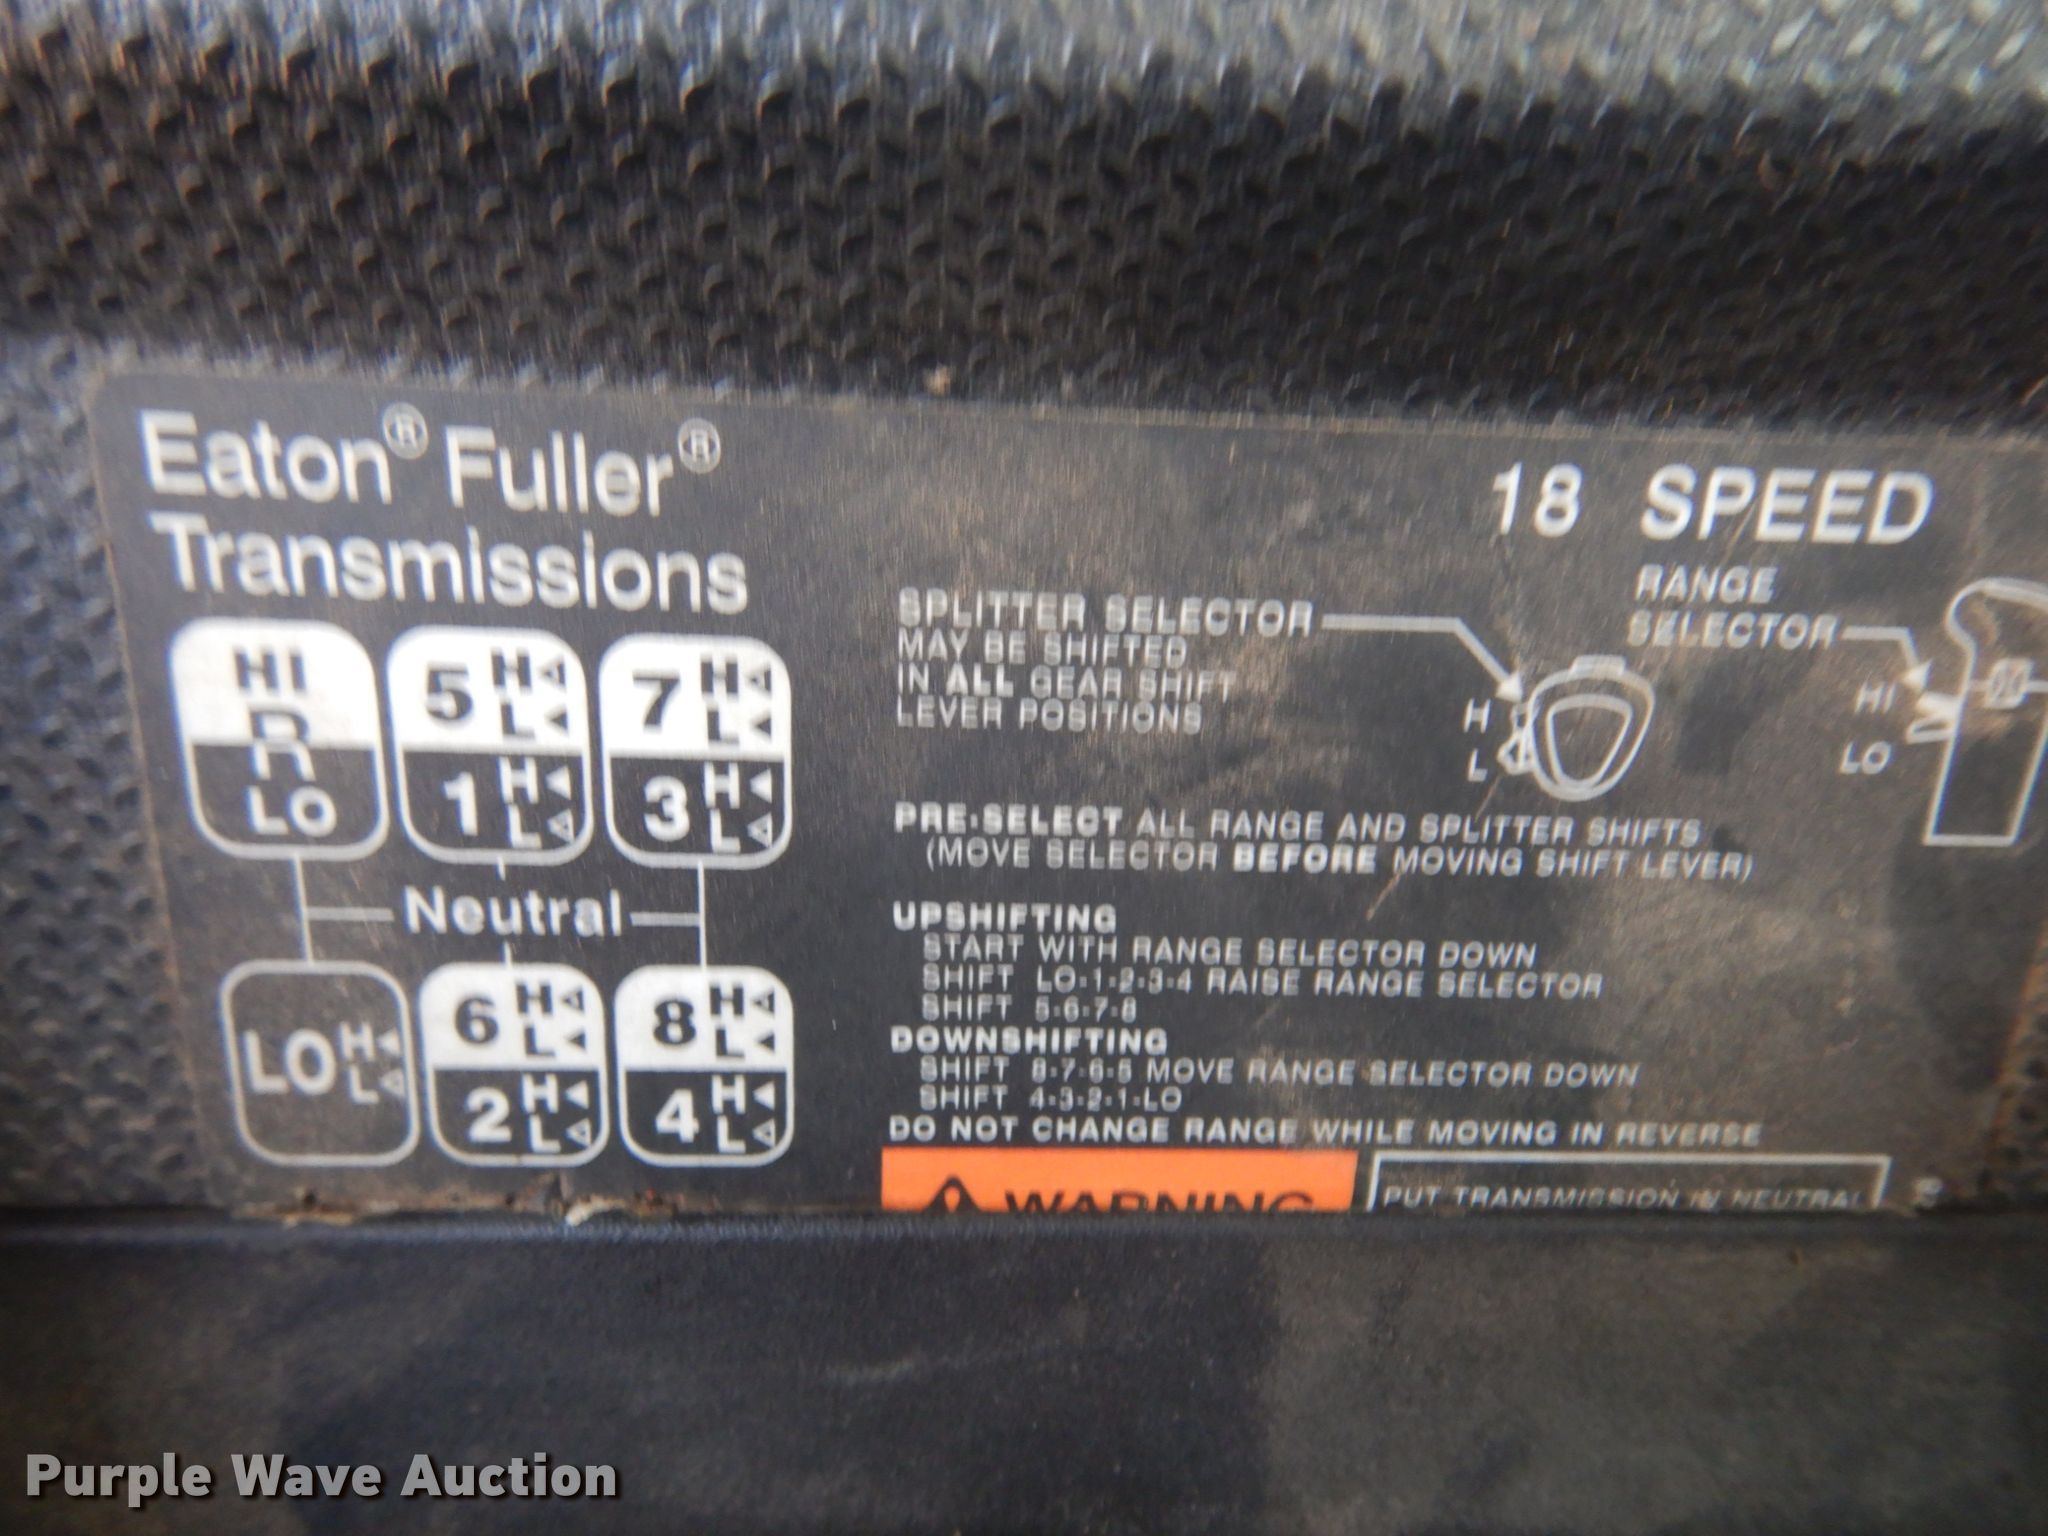 Eaton® Fuller®
Transmissions
18 SPEED
HI
R
LO
5 H L
1 H L
7 H L
3 H L
Neutral
LO H L
6 H L
2 H L
8 H L
4 H L
SPLITTER SELECTOR
MAY BE SHIFTED
IN ALL GEAR SHIFT
LEVER POSITIONS
H
L
RANGE
SELECTOR
HI
LO
PRE-SELECT ALL RANGE AND SPLITTER SHIFTS
(MOVE SELECTOR BEFORE MOVING SHIFT LEVER)
UPSHIFTING
START WITH RANGE SELECTOR DOWN
SHIFT LO-1-2-3-4 RAISE RANGE SELECTOR
SHIFT 5-6-7-8
DOWNSHIFTING
SHIFT 8-7-6-5 MOVE RANGE SELECTOR DOWN
SHIFT 4-3-2-1-LO
DO NOT CHANGE RANGE WHILE MOVING IN REVERSE
WARNING
PUT TRANSMISSION IN NEUTRAL
Purple Wave Auction